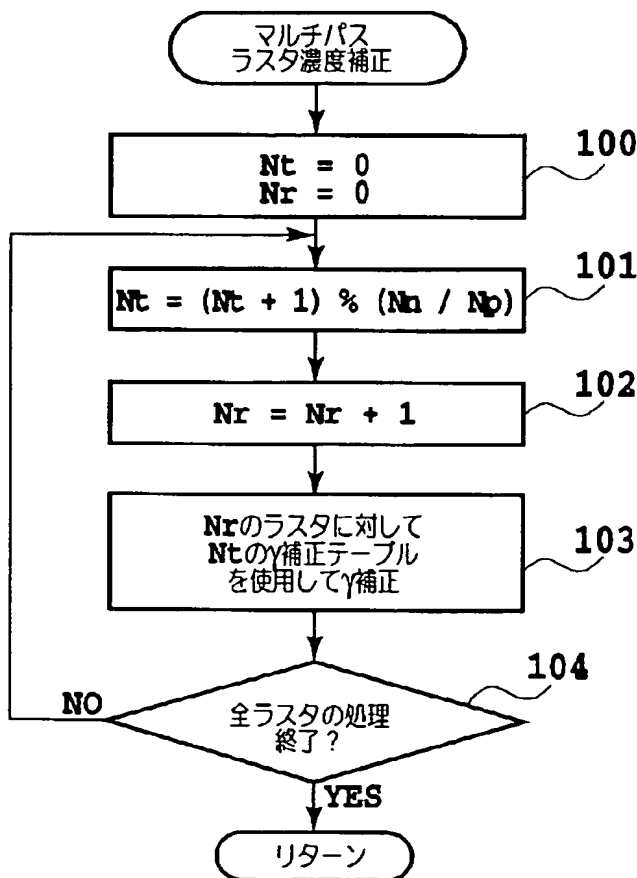 マルチパス
ラスタ濃度補正
100
Nt = 0
Nr = 0
101
Nt = (Nt + 1) % (Nn / Np)
102
Nr = Nr + 1
103
Nrのラスタに対して
Ntのγ補正テーブル
を使用してγ補正
104
全ラスタの処理
終了?
NO
YES
リターン